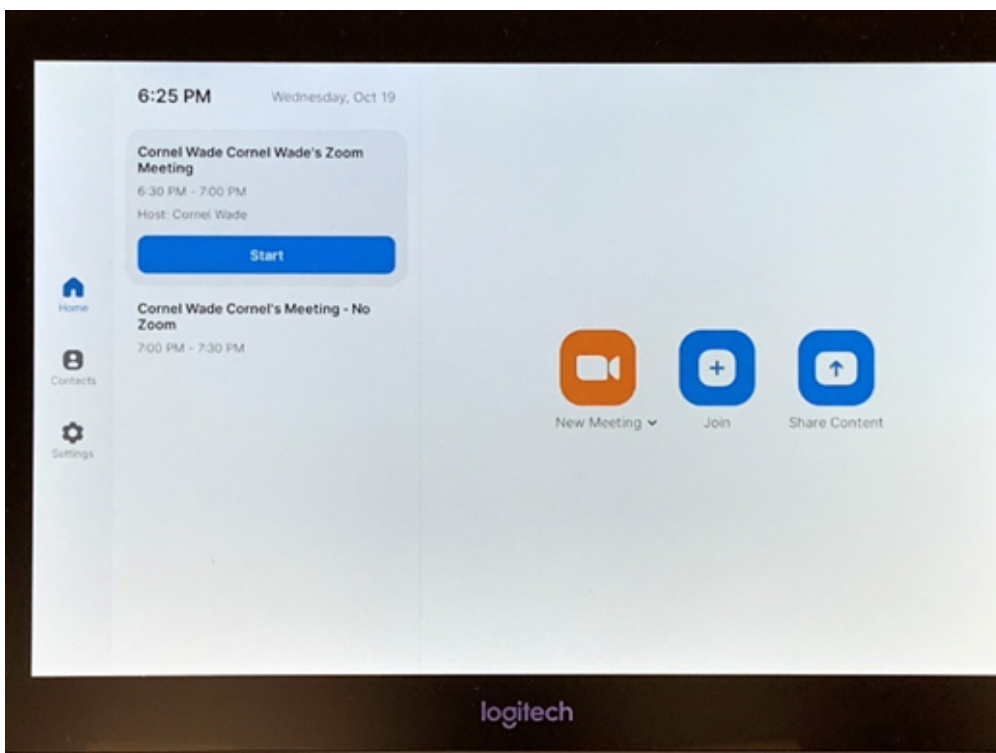 6:25 PM
Wednesday, Oct 19
Cornel Wade Cornel Wade's Zoom
Meeting
6:30 PM - 7:00 PM
Host: Cornel Wade
Start
Cornel Wade Cornel's Meeting - No
Zoom
7:00 PM - 7:30 PM
Home
Contacts
Settings
New Meeting
Join
Share Content
logitech